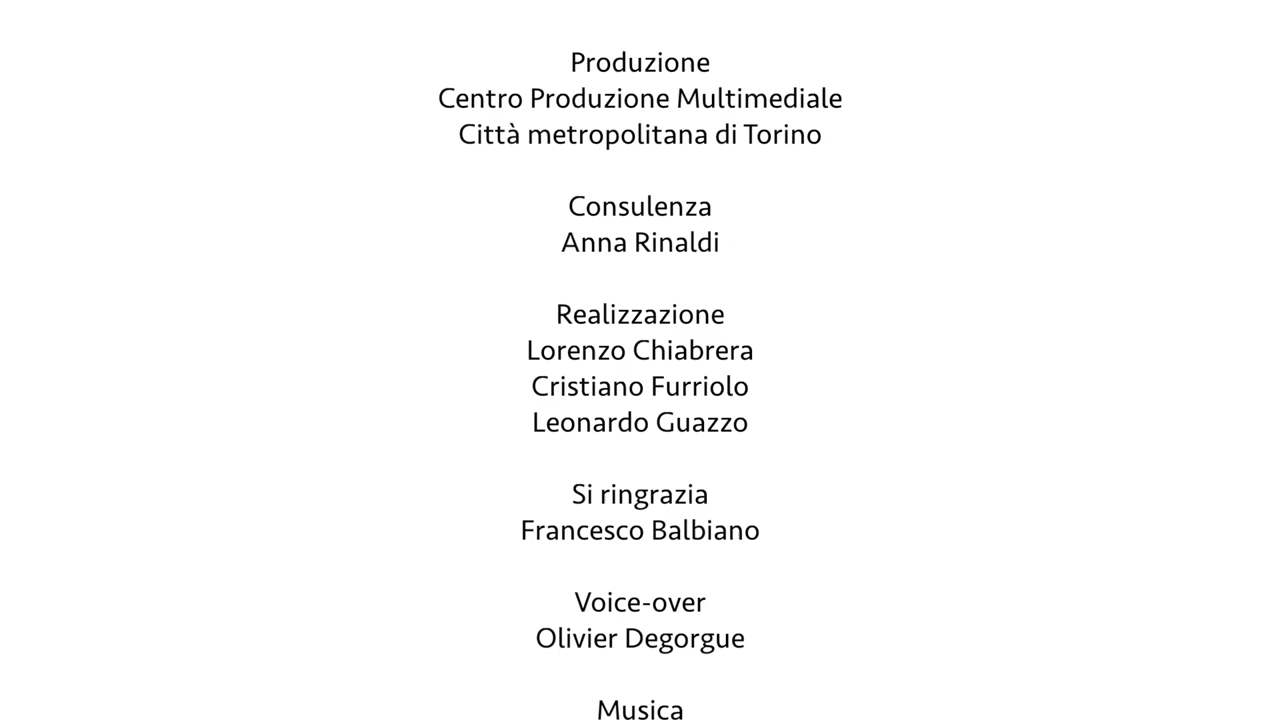 Produzione
Centro Produzione Multimediale
Città metropolitana di Torino
Consulenza
Anna Rinaldi
Realizzazione
Lorenzo Chiabrera
Cristiano Furriolo
Leonardo Guazzo
Si ringrazia
Francesco Balbiano
Voice-over
Olivier Degorgue
Musica